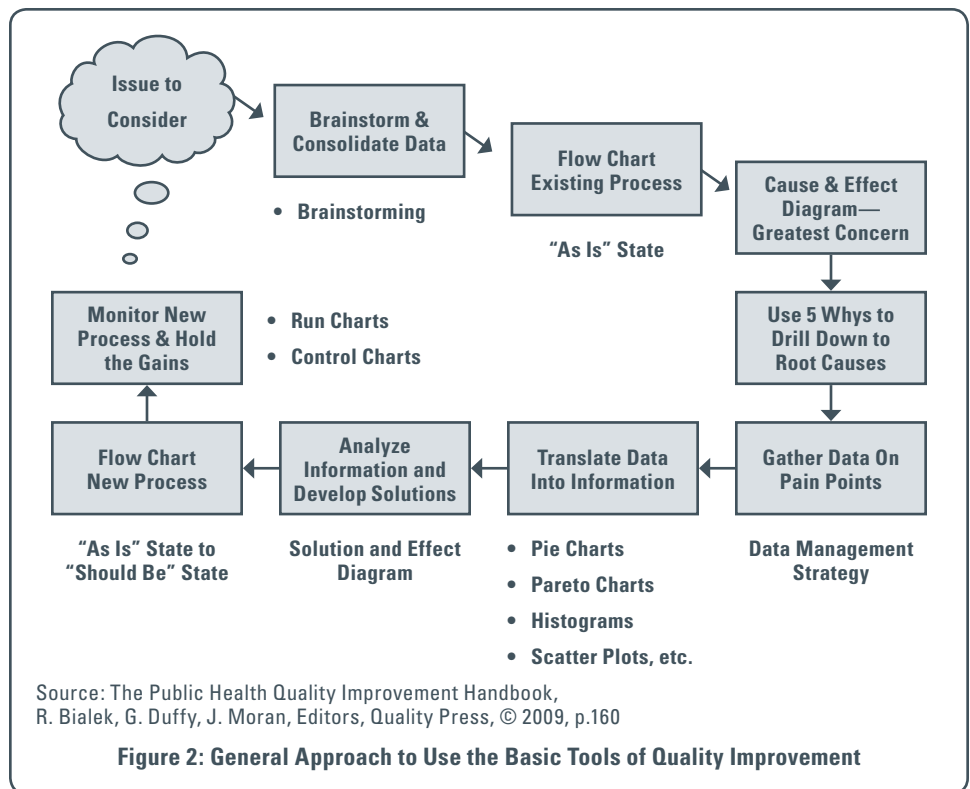 Issue to
Consider
Brainstorm &
Consolidate Data
• Brainstorming
Flow Chart
Existing Process
“As Is” State
Cause & Effect
Diagram—
Greatest Concern
Use 5 Whys to
Drill Down to
Root Causes
Gather Data On
Pain Points
Data Management
Strategy
Translate Data
Into Information
• Pie Charts
• Pareto Charts
• Histograms
• Scatter Plots, etc.
Analyze
Information and
Develop Solutions
Solution and Effect
Diagram
Flow Chart
New Process
“As Is” State to
“Should Be” State
Monitor New
Process & Hold
the Gains
• Run Charts
• Control Charts
Source: The Public Health Quality Improvement Handbook,
R. Bialek, G. Duffy, J. Moran, Editors, Quality Press, © 2009, p.160
Figure 2: General Approach to Use the Basic Tools of Quality Improvement